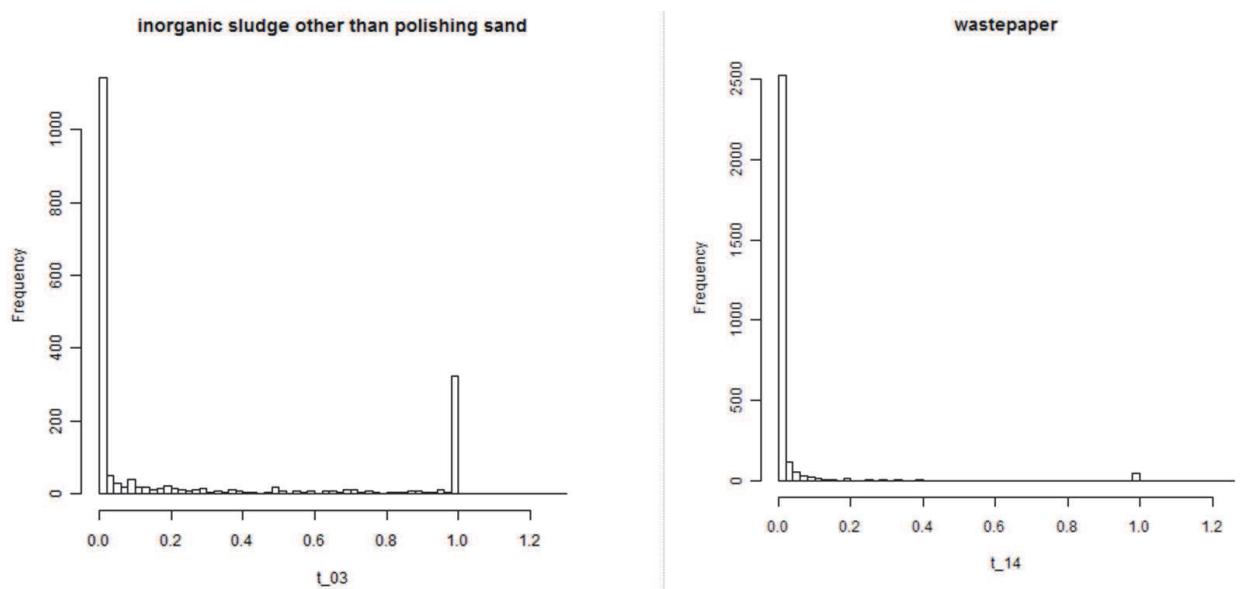 inorganic sludge other than polishing sand
Frequency
0
200
400
600
800
1000
0.0 0.2 0.4 0.6 0.8 1.0 1.2
t_03
wastepaper
Frequency
0
500
1000
1500
2000
2500
0.0 0.2 0.4 0.6 0.8 1.0 1.2
t_14